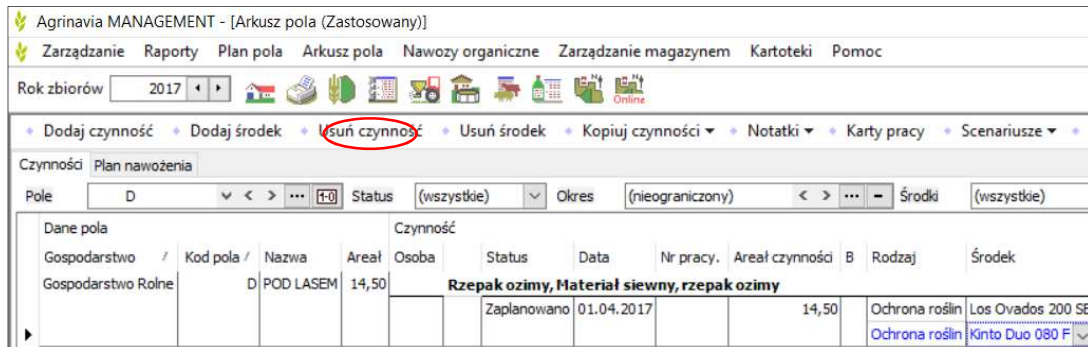 Agrinavia MANAGEMENT - [Arkusz pola (Zastosowany)]
Zarządzanie Raporty Plan pola Arkusz pola Nawozy organiczne Zarządzanie magazynem Kartoteki Pomoc
Rok zbiorów 2017 Online
Dodaj czynność Dodaj środek Usuń czynność Usuń środek Kopiuj czynności Notatki Karty pracy Scenariusze
Czynności Plan nawożenia
Pole D Status (wszystkie) Okres (nieograniczony) Środki (wszystkie)
Dane pola Czynność
Gospodarstwo / Kod pola / Nazwa Areał Osoba Status Data Nr pracy. Areał czynności B Rodzaj Środek
Gospodarstwo Rolne D POD LASEM 14,50 Rzepak ozimy, Materiał siewny, rzepak ozimy
Zaplanowano 01.04.2017 14,50 Ochrona roślin Los Ovados 200 SE
Ochrona roślin Kinto Duo 080 F